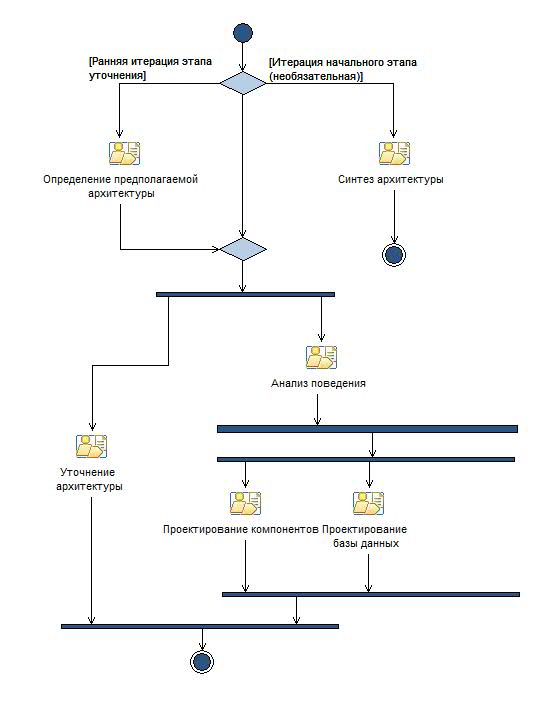 [Ранняя итерация этапа
уточнения]
[Итерация начального этапа
(необязательная)]
Определение предполагаемой
архитектуры
Синтез архитектуры
Анализ поведения
Уточнение
архитектуры
Проектирование компонентов
Проектирование
базы данных